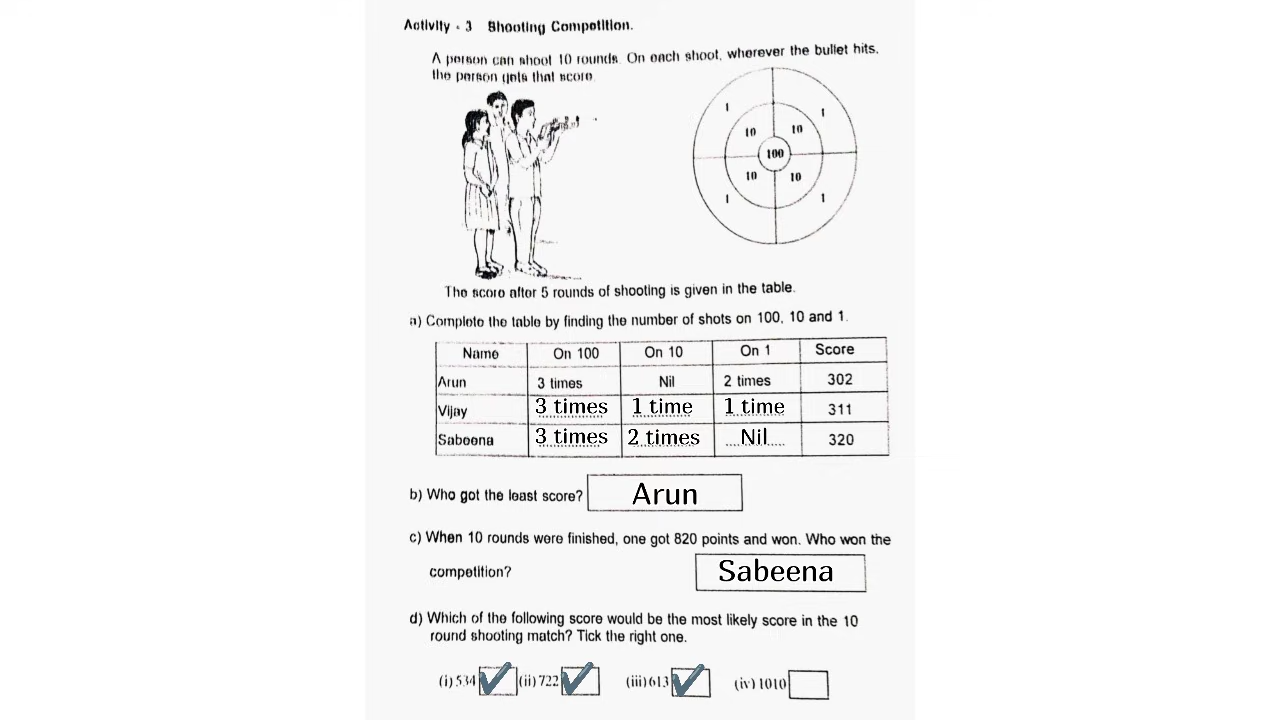 Activity - 3 Shooting Competition.
A person can shoot 10 rounds. On each shoot, wherever the bullet hits,
the person gets that score.
1 1
10 10
100
10 10
1 1
The score after 5 rounds of shooting is given in the table.
a) Complete the table by finding the number of shots on 100, 10 and 1.
Name On 100 On 10 On 1 Score
Arun 3 times Nil 2 times 302
Vijay 3 times 1 time 1 time 311
Sabeena 3 times 2 times Nil 320
b) Who got the least score? Arun
c) When 10 rounds were finished, one got 820 points and won. Who won the
competition? Sabeena
d) Which of the following score would be the most likely score in the 10
round shooting match? Tick the right one.
(i) 534 ✓ (ii) 722 ✓ (iii) 613 ✓ (iv) 1010